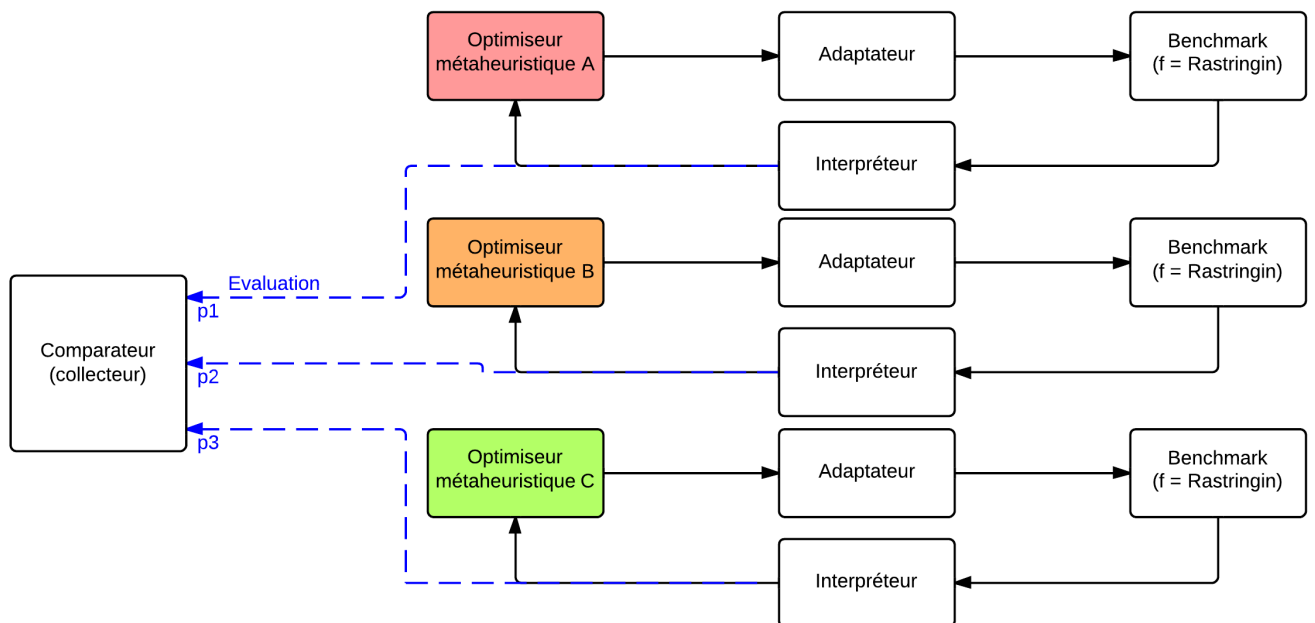 Optimiseur
métaheuristique A
Adaptateur
Benchmark
(f = Rastringin)
Interpréteur
Optimiseur
métaheuristique B
Adaptateur
Benchmark
(f = Rastringin)
Evaluation
p1
Comparateur
(collecteur)
p2
Interpréteur
p3
Optimiseur
métaheuristique C
Adaptateur
Benchmark
(f = Rastringin)
Interpréteur